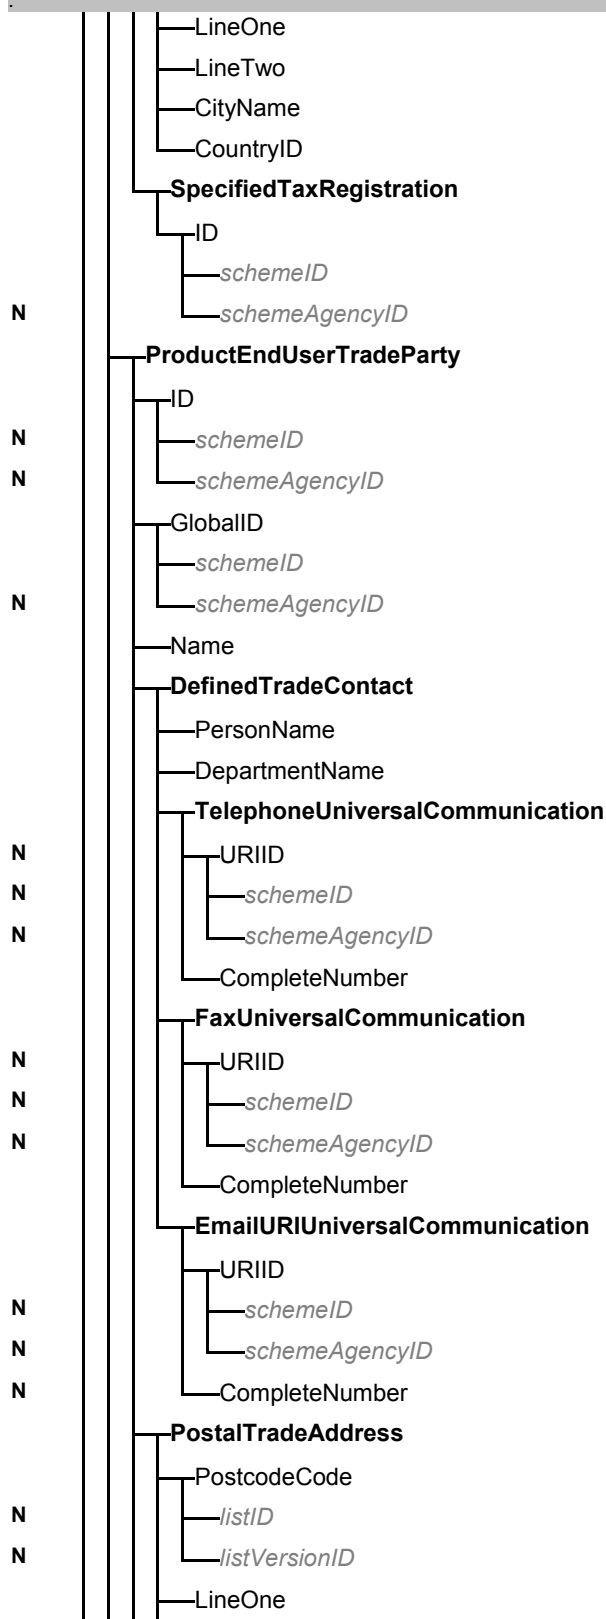 .
LineOne
LineTwo
CityName
CountryID
SpecifiedTaxRegistration
ID
schemeID
N schemeAgencyID
ProductEndUserTradeParty
ID
N schemeID
N schemeAgencyID
GlobalID
schemeID
N schemeAgencyID
Name
DefinedTradeContact
PersonName
DepartmentName
TelephoneUniversalCommunication
N URIID
N schemeID
N schemeAgencyID
CompleteNumber
FaxUniversalCommunication
N URIID
N schemeID
N schemeAgencyID
CompleteNumber
EmailURIUniversalCommunication
URIID
N schemeID
N schemeAgencyID
N CompleteNumber
PostalTradeAddress
PostcodeCode
N listID
N listVersionID
LineOne